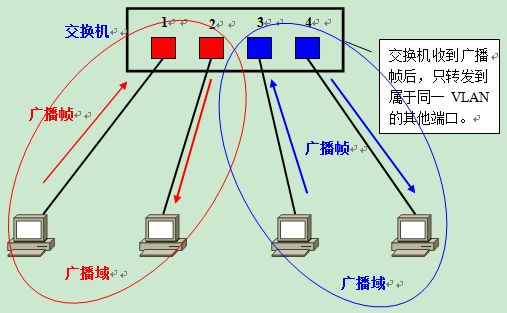 1 2 3 4
交换机
交换机收到广播
帧后，只转发到
属于同一 VLAN
的其他端口。
广播帧
广播帧
广播域
广播域